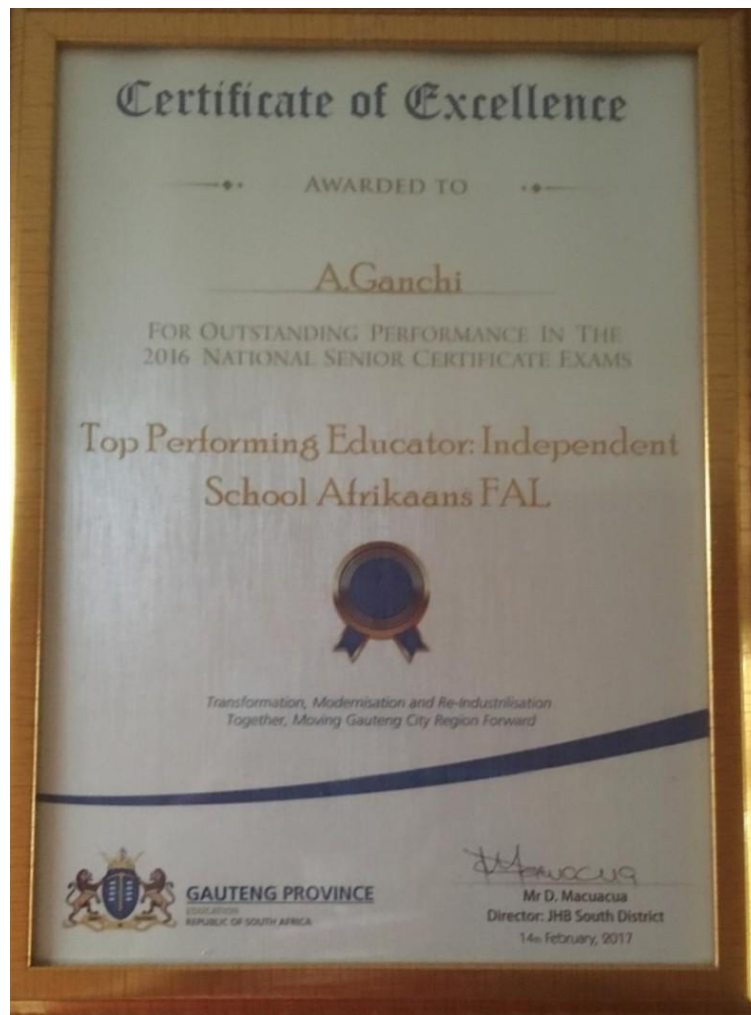 Certificate of Excellence
AWARDED TO
A.Ganchi
FOR OUTSTANDING PERFORMANCE IN THE
2016 NATIONAL SENIOR CERTIFICATE EXAMS
Top Performing Educator: Independent
School Afrikaans FAL
Transformation, Modernisation and Re-Industrilisation
Together, Moving Gauteng City Region Forward
GAUTENG PROVINCE
EDUCATION
REPUBLIC OF SOUTH AFRICA
Mr D. Macuacua
Director: JHB South District
14th February, 2017